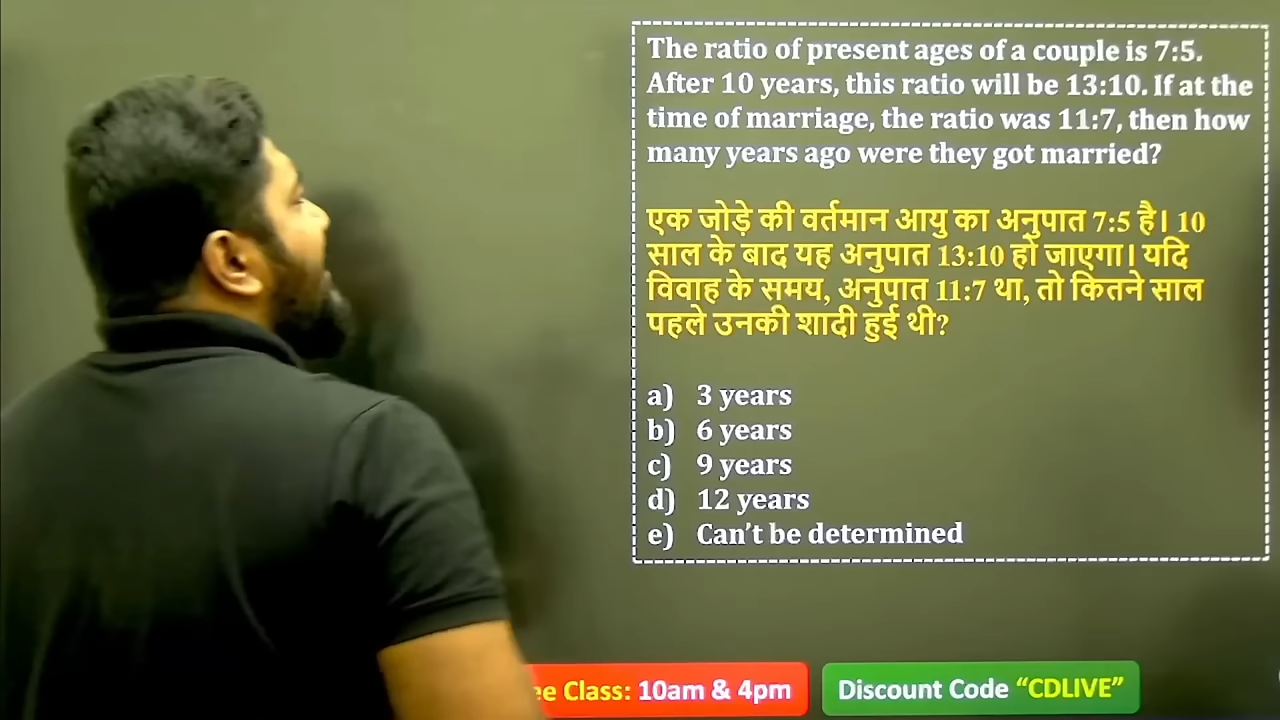 The ratio of present ages of a couple is 7:5.
After 10 years, this ratio will be 13:10. If at the
time of marriage, the ratio was 11:7, then how
many years ago were they got married?
एक जोड़े की वर्तमान आयु का अनुपात 7:5 है। 10
साल के बाद यह अनुपात 13:10 हो जाएगा। यदि
विवाह के समय, अनुपात 11:7 था, तो कितने साल
पहले उनकी शादी हुई थी?
a) 3 years
b) 6 years
c) 9 years
d) 12 years
e) Can’t be determined
Class: 10am & 4pm
Discount Code “CDLIVE”